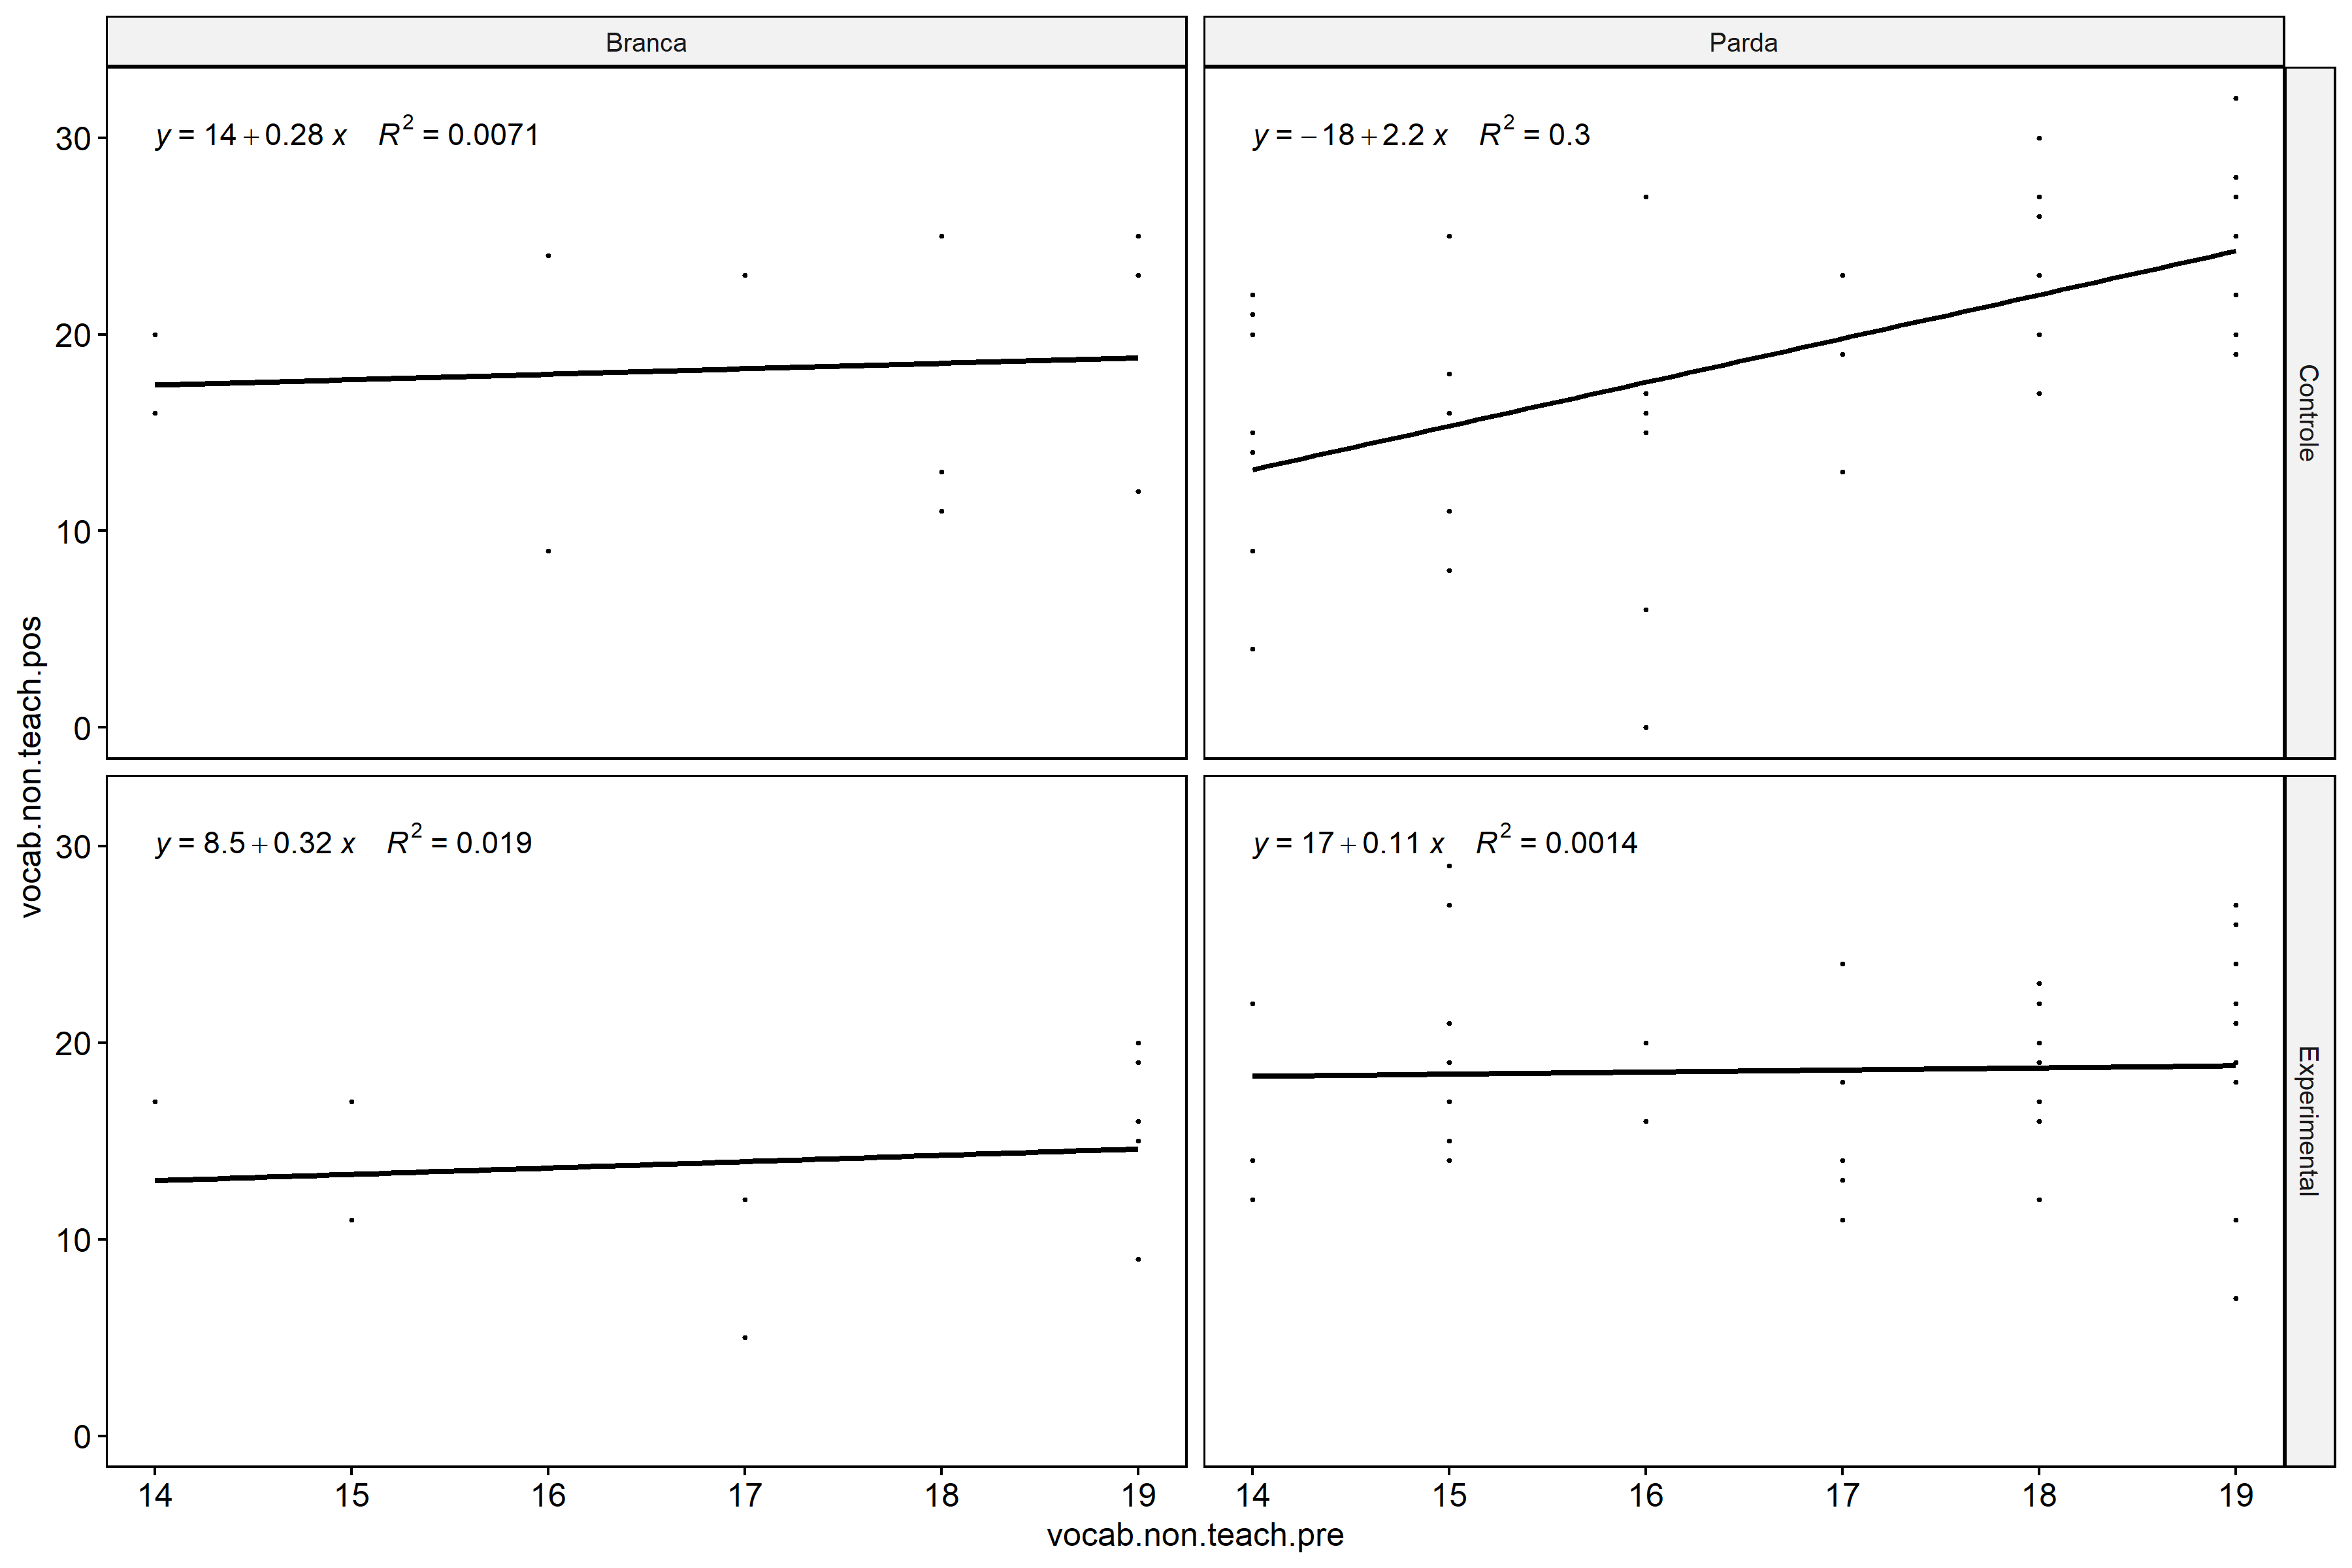 Branca
Parda
y = 14 + 0.28 x R² = 0.0071
y = − 18 + 2.2 x R² = 0.3
30
20
10
0
Controle
y = 8.5 + 0.32 x R² = 0.019
y = 17 + 0.11 x R² = 0.0014
30
20
10
0
Experimental
vocab.non.teach.pos
14 15 16 17 18 19
14 15 16 17 18 19
vocab.non.teach.pre